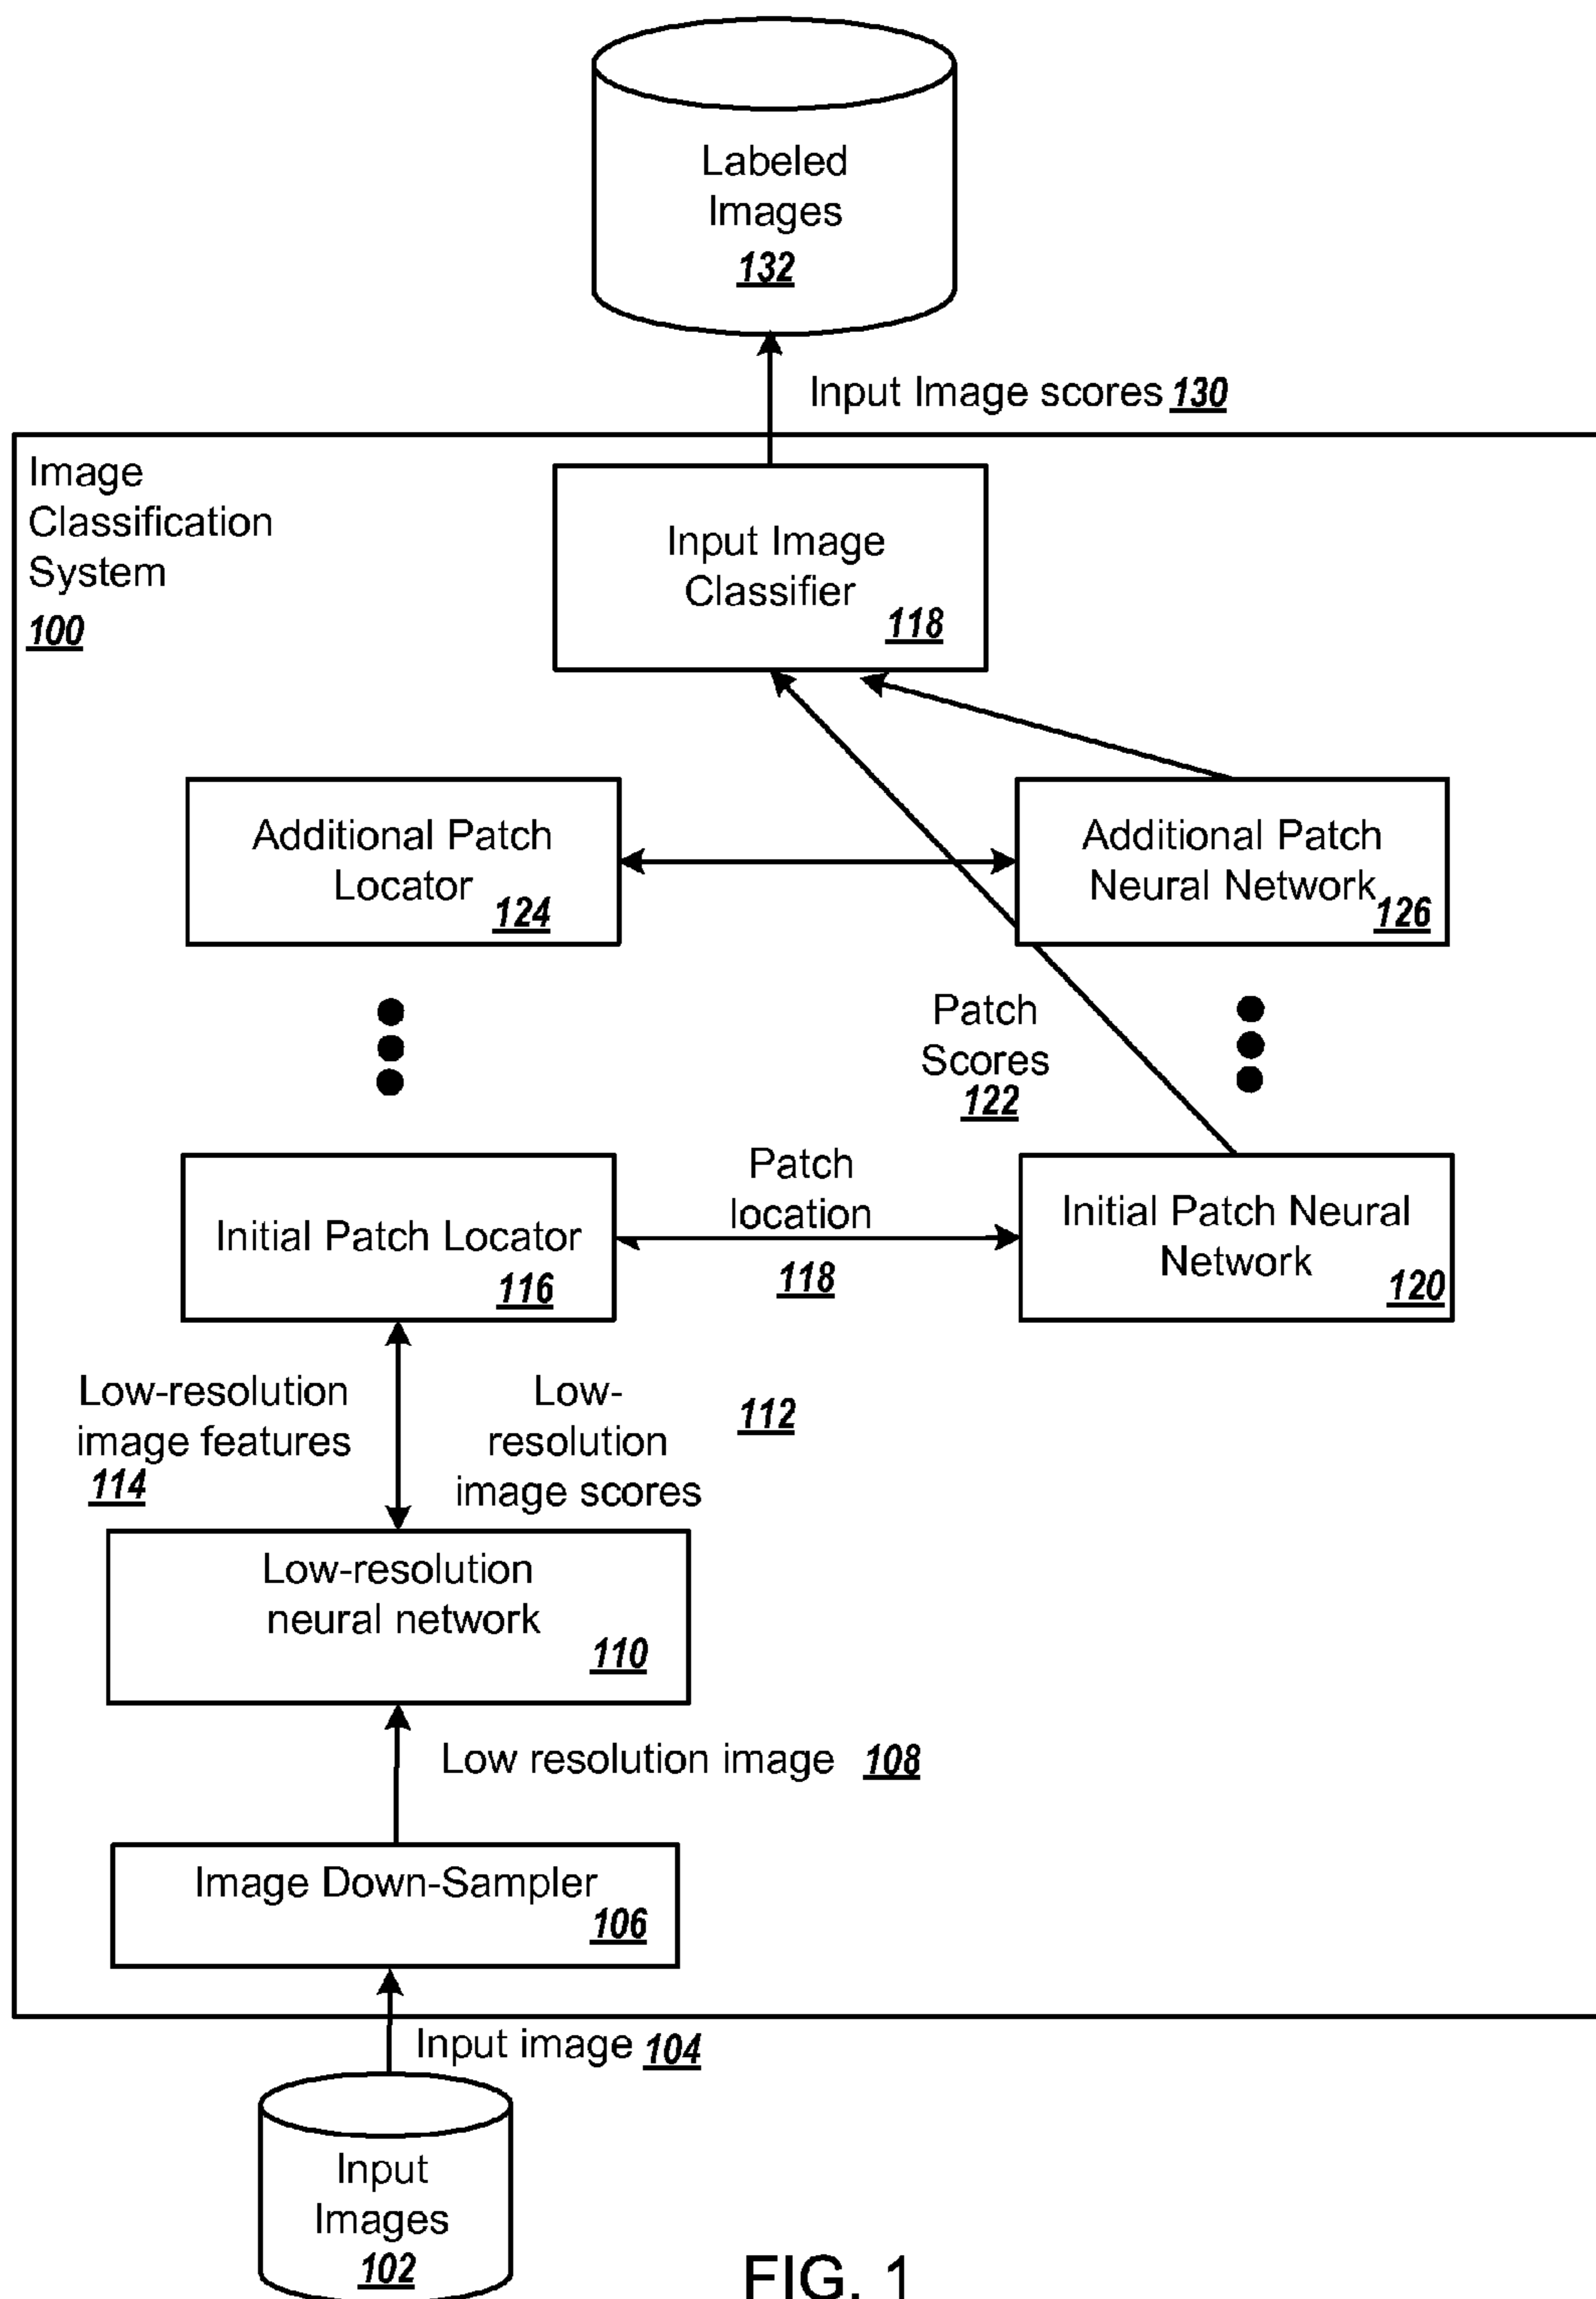 Labeled
Images
132
Input Image scores 130
Image
Classification
System
100
Input Image
Classifier
118
Additional Patch
Locator
124
Additional Patch
Neural Network
126
Patch
Scores
122
Initial Patch Locator
116
Patch
location
118
Initial Patch Neural
Network
120
Low-resolution
image features
114
Low-
resolution
image scores
112
Low-resolution
neural network
110
Low resolution image 108
Image Down-Sampler
106
Input image 104
Input
Images
102
FIG. 1